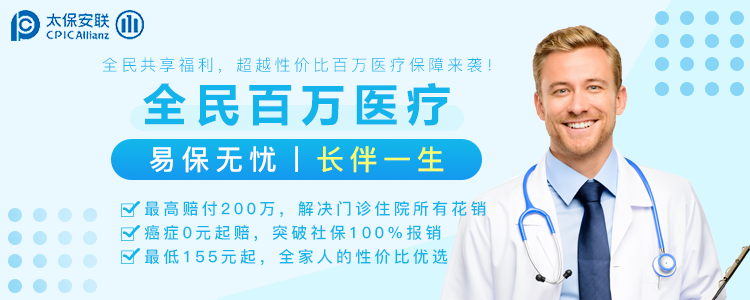 太保安联
CPIC Allianz
全民共享福利，超越性价比百万医疗保障来袭！
全民百万医疗
易保无忧丨长伴一生
最高赔付200万，解决门诊住院所有花销
癌症0元起赔，突破社保100%报销
最低155元起，全家人的性价比优选